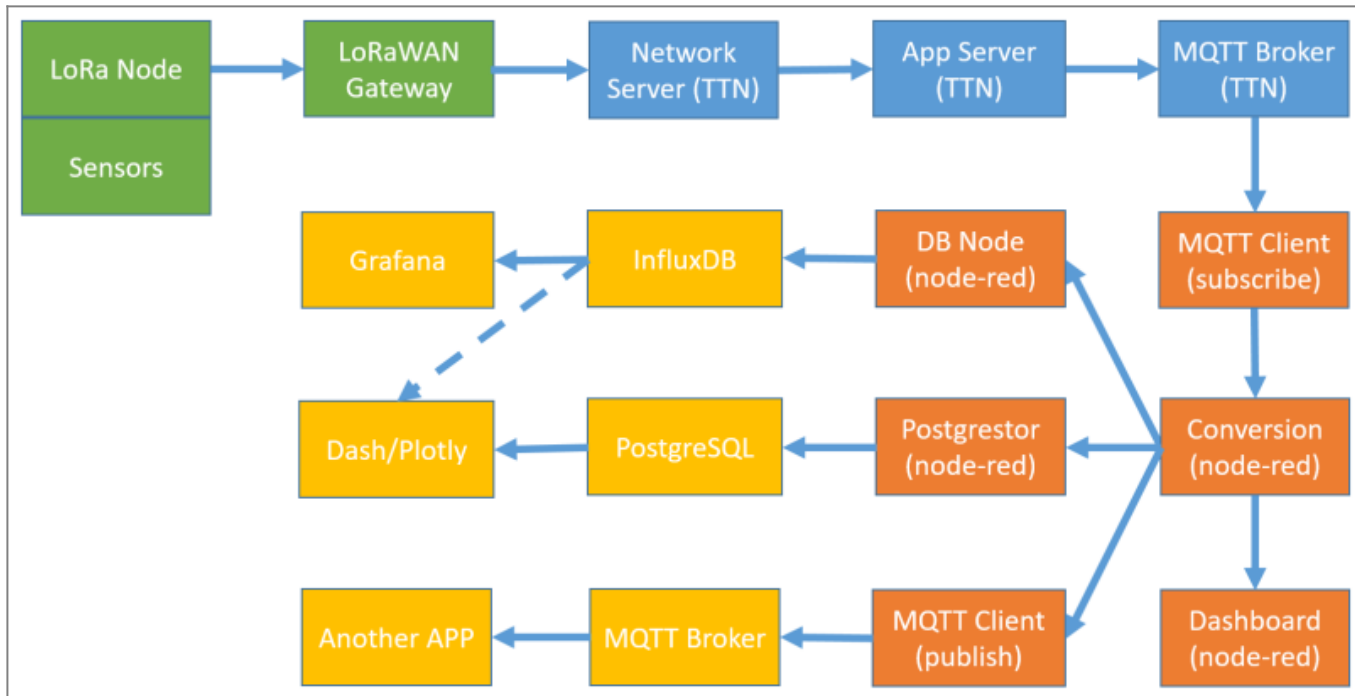 LoRa Node
LoRaWAN
Gateway
Network
Server (TTN)
App Server
(TTN)
MQTT Broker
(TTN)
Sensors
Grafana
InfluxDB
DB Node
(node-red)
MQTT Client
(subscribe)
Dash/Plotly
PostgreSQL
Postgrestor
(node-red)
Conversion
(node-red)
Another APP
MQTT Broker
MQTT Client
(publish)
Dashboard
(node-red)